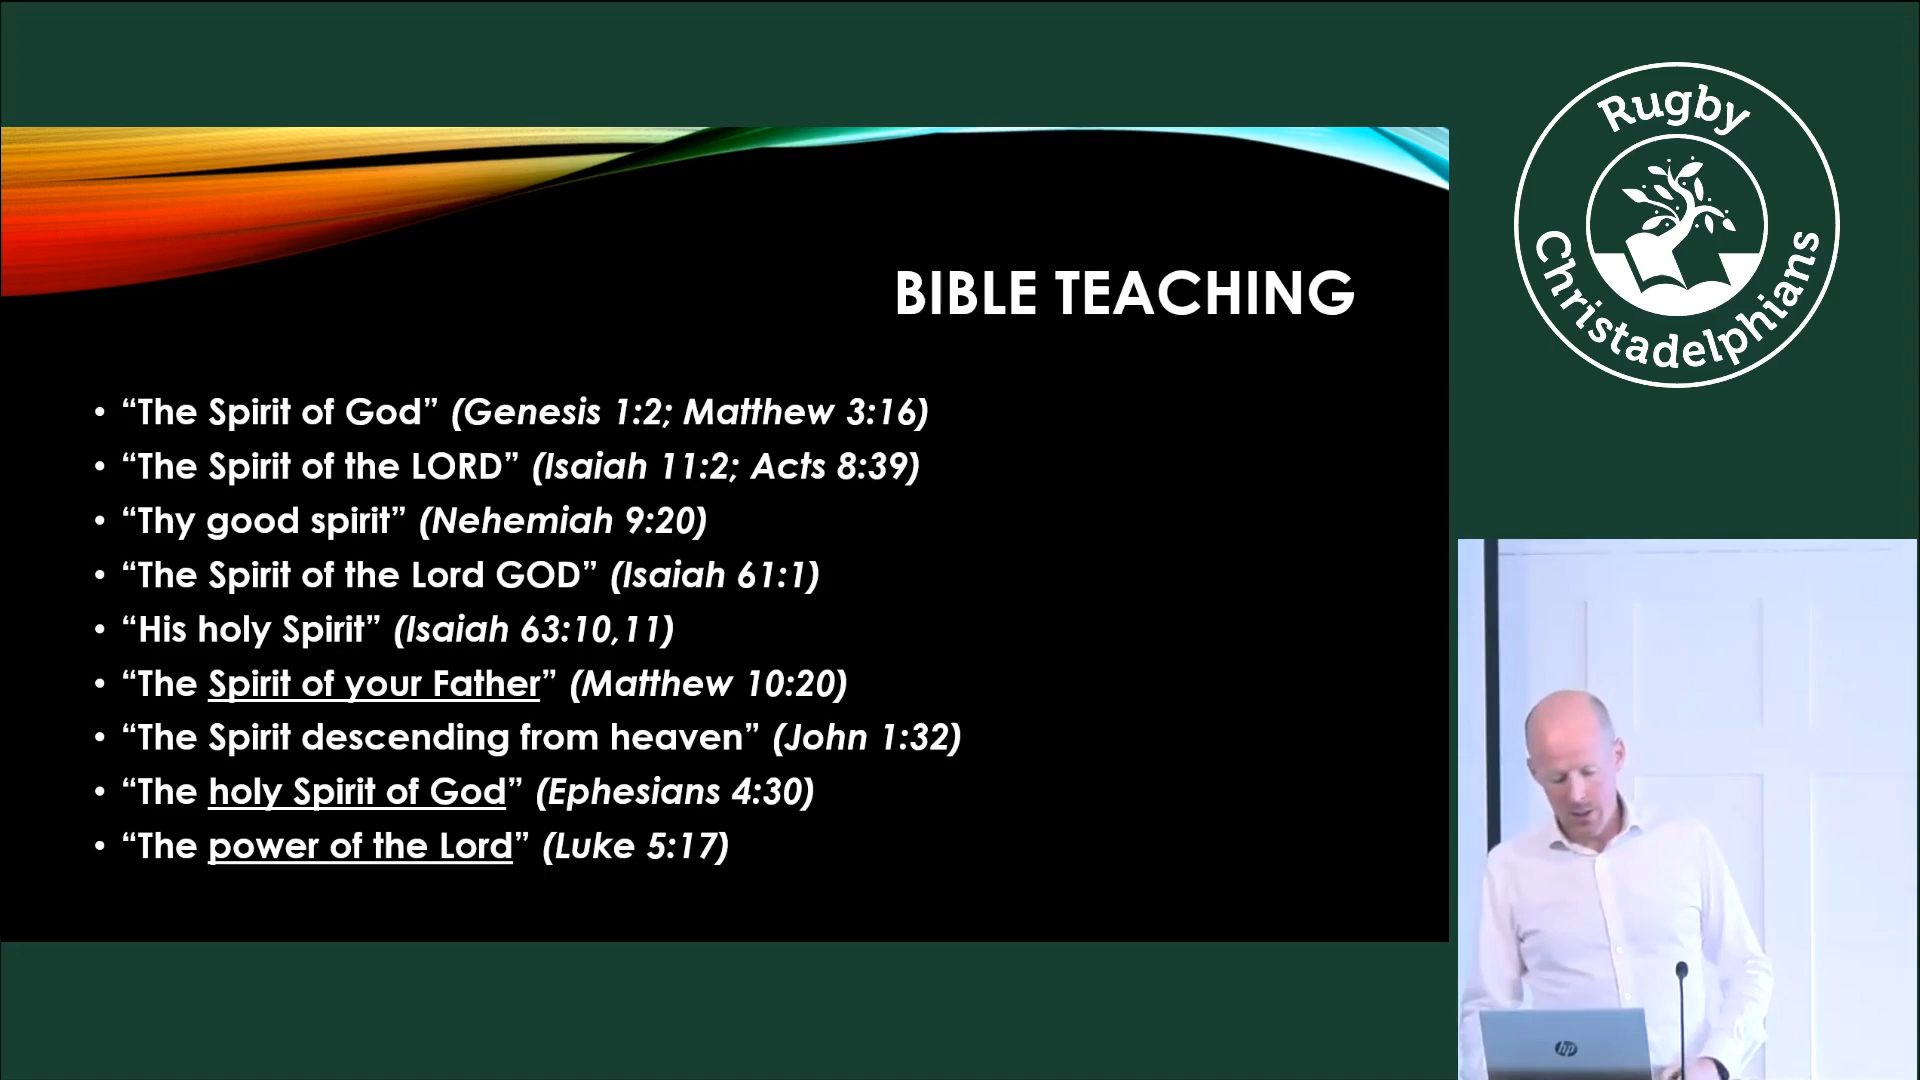 Rugby
Christadelphians
BIBLE TEACHING
• “The Spirit of God” (Genesis 1:2; Matthew 3:16)
• “The Spirit of the LORD” (Isaiah 11:2; Acts 8:39)
• “Thy good spirit” (Nehemiah 9:20)
• “The Spirit of the Lord GOD” (Isaiah 61:1)
• “His holy Spirit” (Isaiah 63:10,11)
• “The Spirit of your Father” (Matthew 10:20)
• “The Spirit descending from heaven” (John 1:32)
• “The holy Spirit of God” (Ephesians 4:30)
• “The power of the Lord” (Luke 5:17)
hp